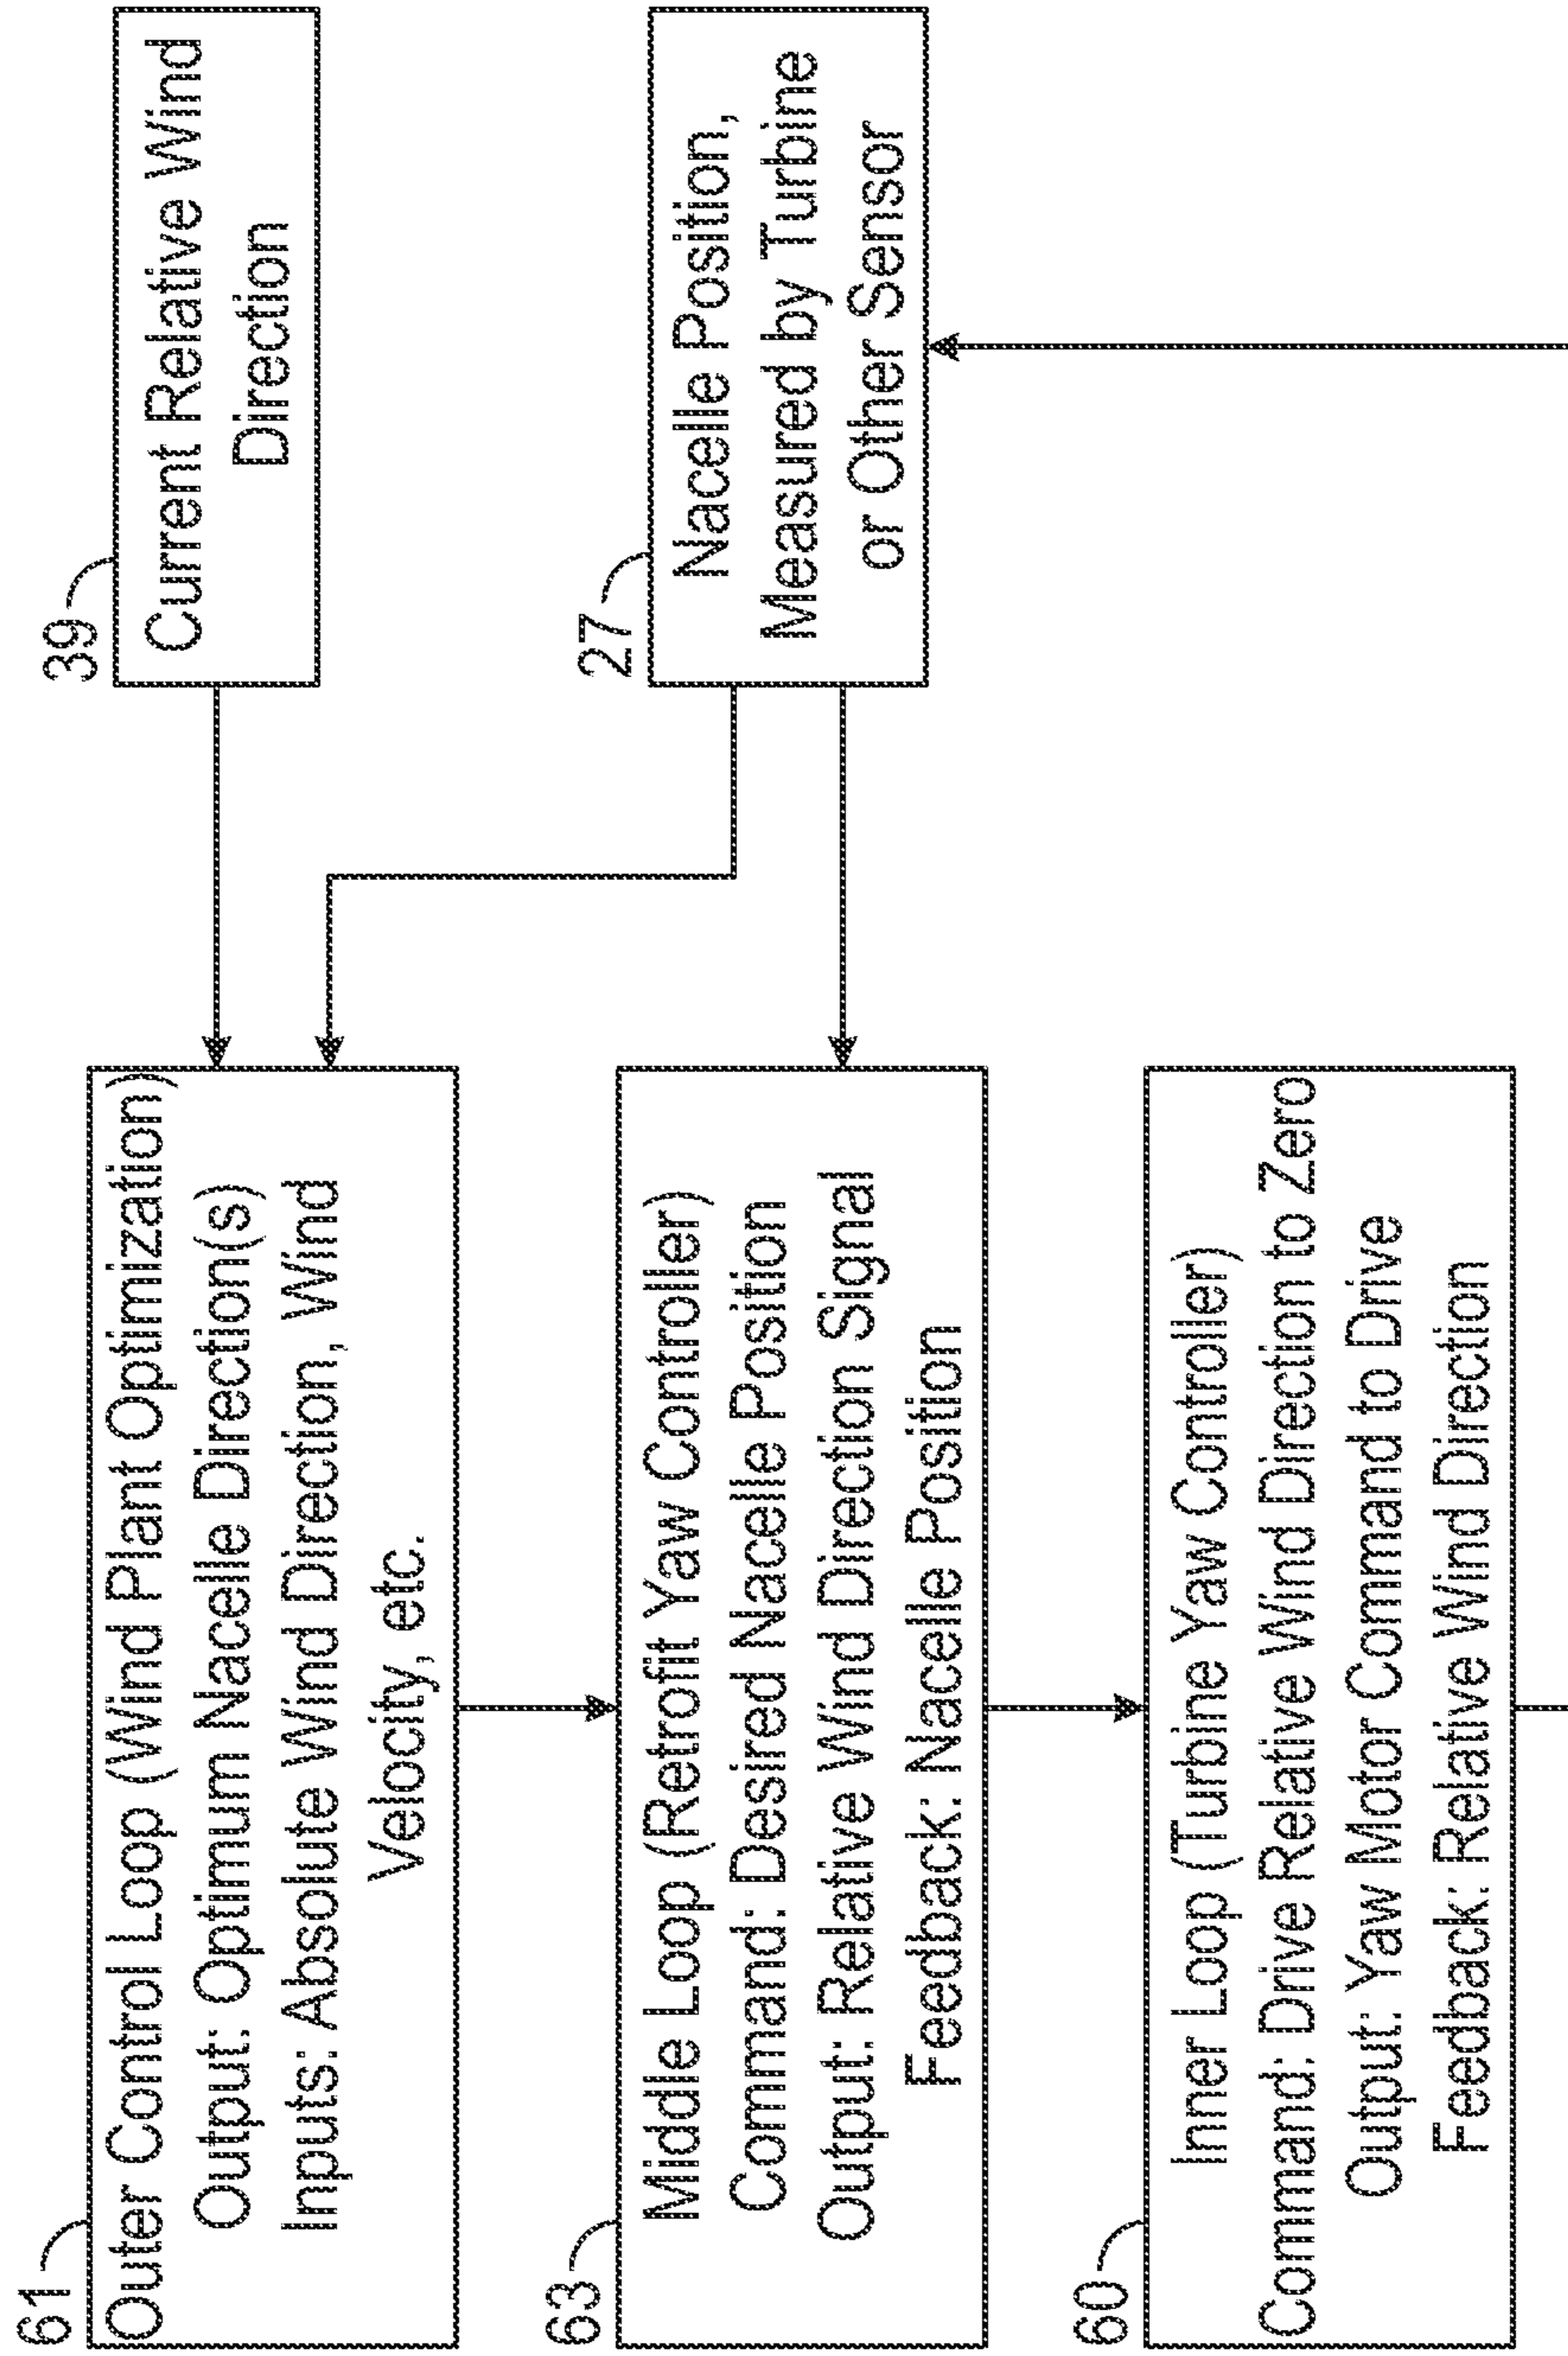 61
Outer Control Loop (Wind Plant Optimization)
Output: Optimum Nacelle Direction(s)
Inputs: Absolute Wind Direction, Wind
Velocity, etc.
39
Current Relative Wind
Direction
63
Middle Loop (Retrofit Yaw Controller)
Command: Desired Nacelle Position
Output: Relative Wind Direction Signal
Feedback: Nacelle Position
27
Nacelle Position,
Measured by Turbine
or Other Sensor
60
Inner Loop (Turbine Yaw Controller)
Command: Drive Relative Wind Direction to Zero
Output: Yaw Motor Command to Drive
Feedback: Relative Wind Direction